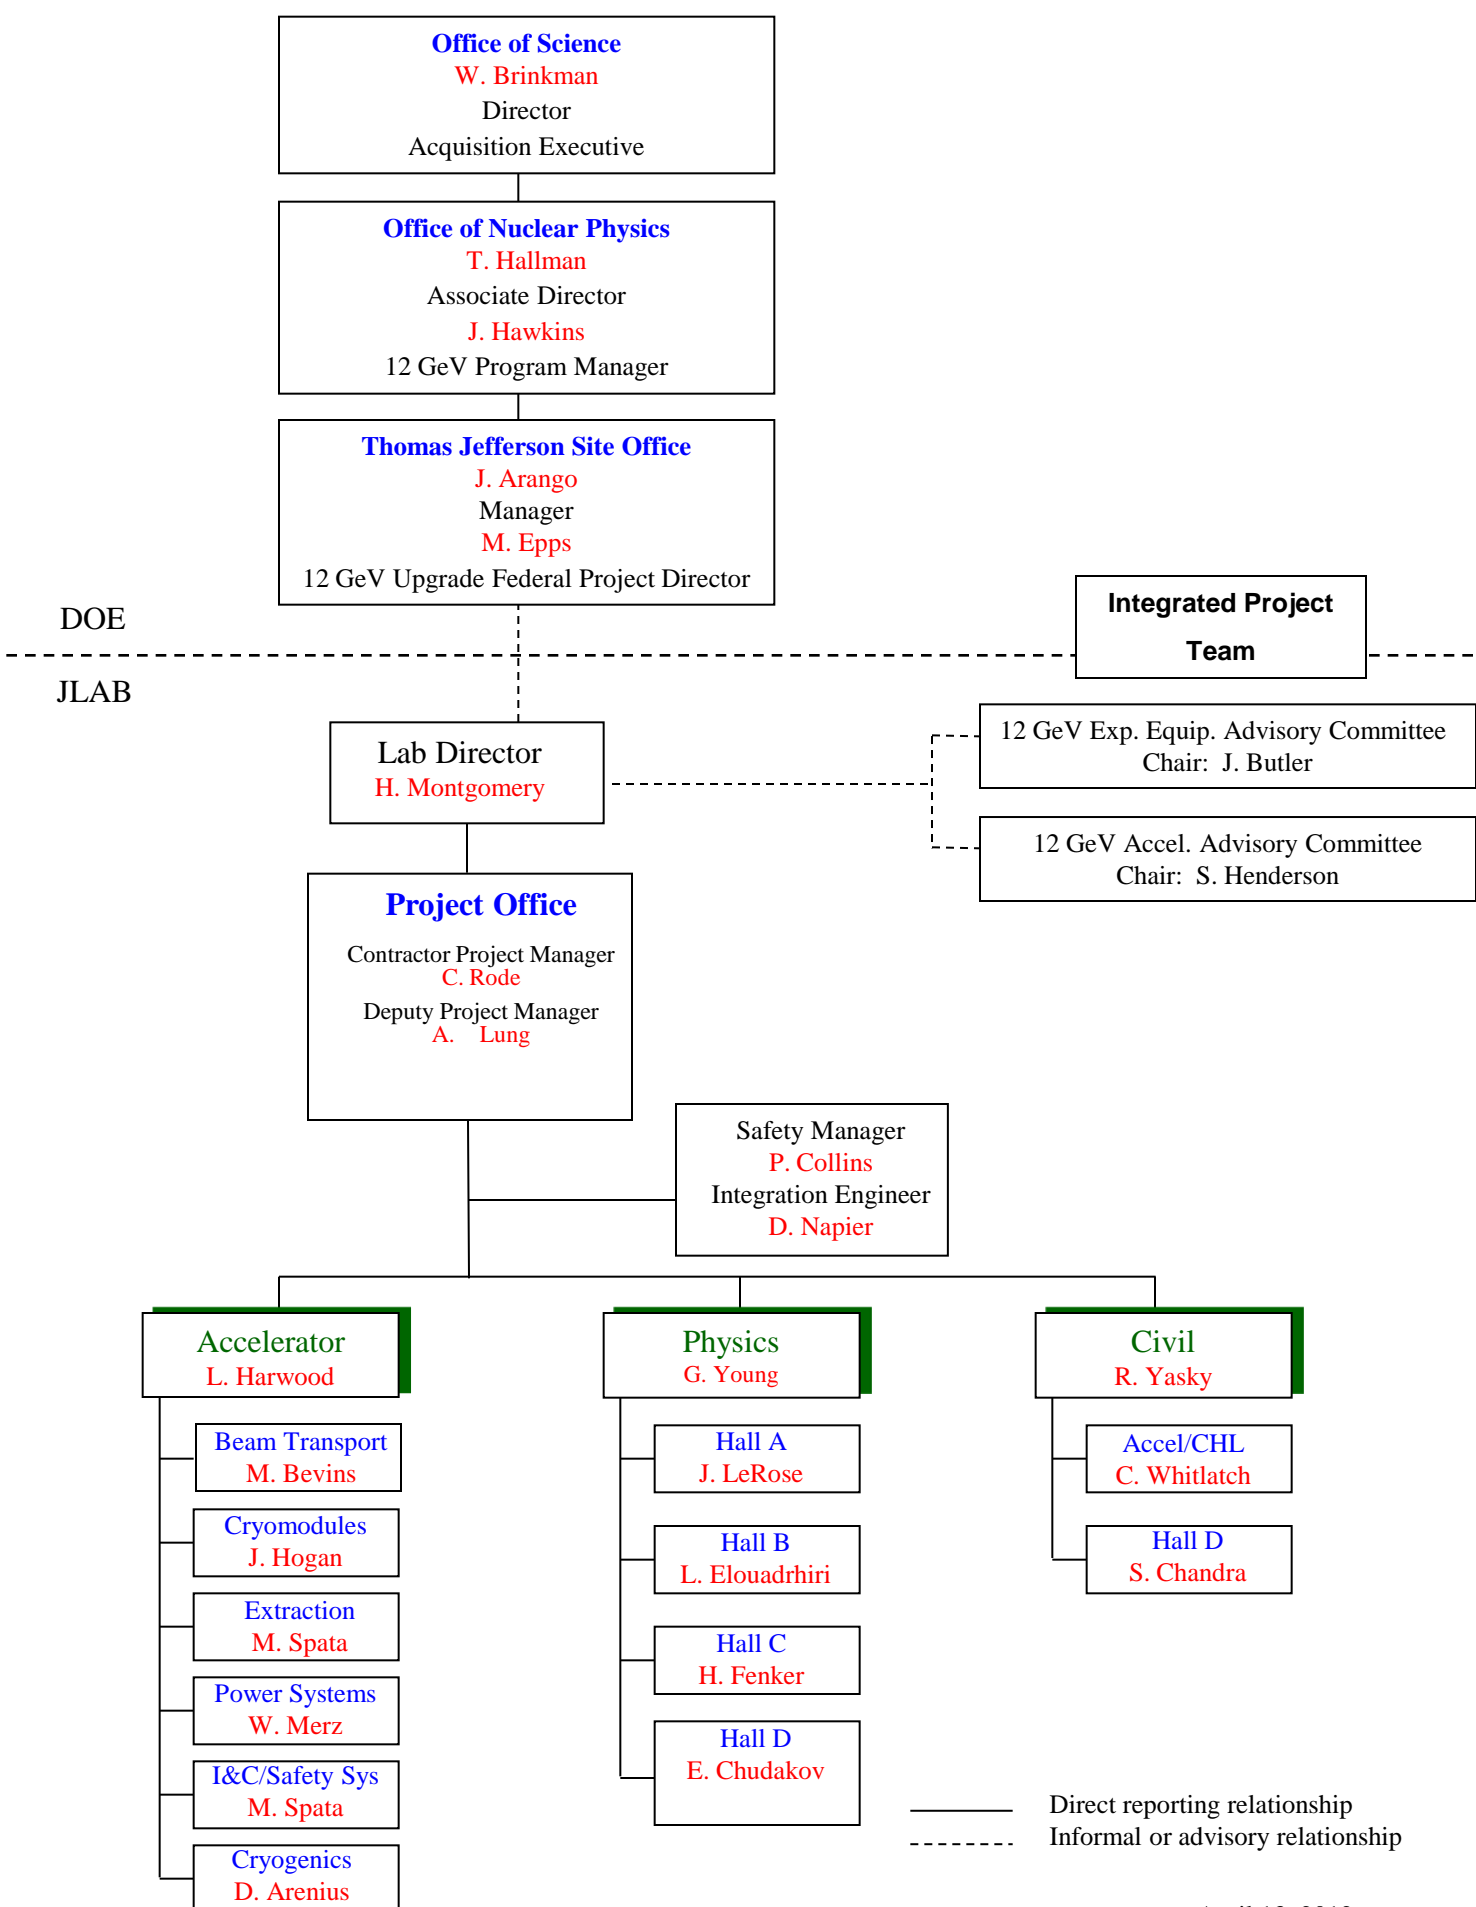 Office of Science
W. Brinkman
Director
Acquisition Executive
Office of Nuclear Physics
T. Hallman
Associate Director
J. Hawkins
12 GeV Program Manager
Thomas Jefferson Site Office
J. Arango
Manager
M. Epps
12 GeV Upgrade Federal Project Director
DOE
Integrated Project
Team
JLAB
Lab Director
H. Montgomery
12 GeV Exp. Equip. Advisory Committee
Chair: J. Butler
12 GeV Accel. Advisory Committee
Chair: S. Henderson
Project Office
Contractor Project Manager
C. Rode
Deputy Project Manager
A. Lung
Safety Manager
P. Collins
Integration Engineer
D. Napier
Accelerator
L. Harwood
Beam Transport
M. Bevins
Cryomodules
J. Hogan
Extraction
M. Spata
Power Systems
W. Merz
I&C/Safety Sys
M. Spata
Cryogenics
D. Arenius
Physics
G. Young
Hall A
J. LeRose
Hall B
L. Elouadrhiri
Hall C
H. Fenker
Hall D
E. Chudakov
Civil
R. Yasky
Accel/CHL
C. Whitlatch
Hall D
S. Chandra
Direct reporting relationship
Informal or advisory relationship